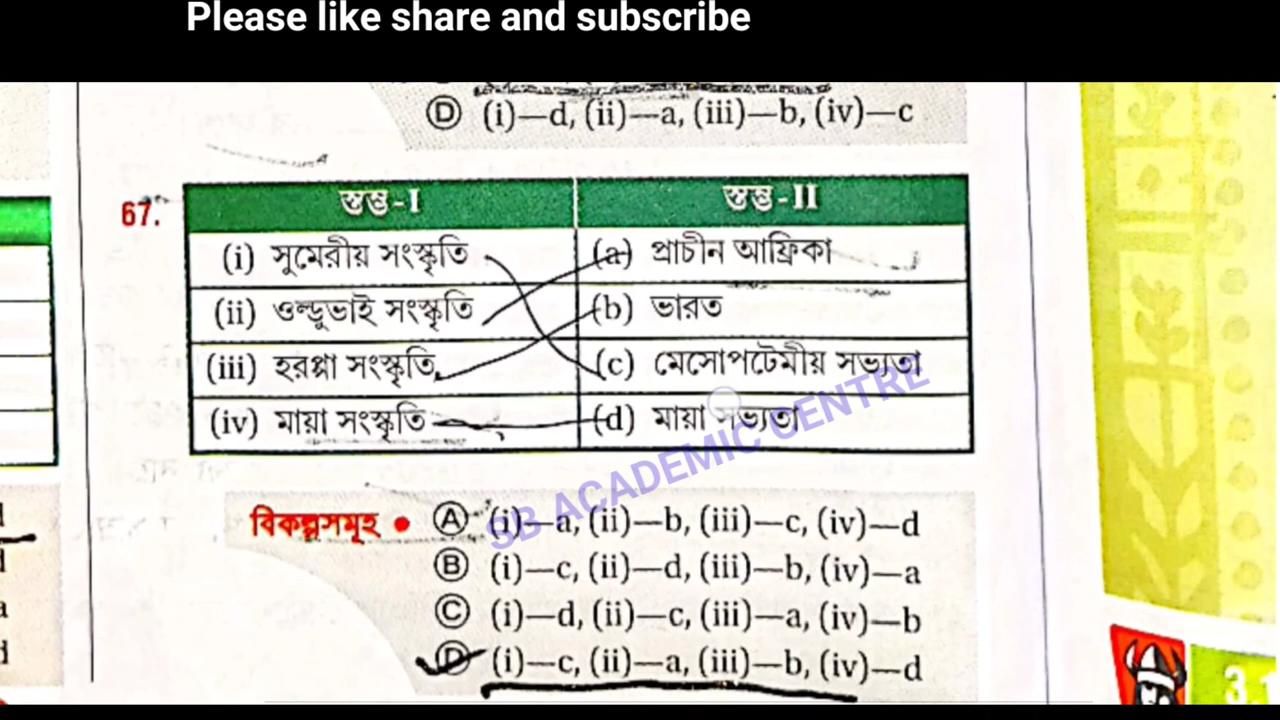 Please like share and subscribe
Ⓓ (i)—d, (ii)—a, (iii)—b, (iv)—c
67.
স্তম্ভ-I স্তম্ভ-II
(i) সুমেরীয় সংস্কৃতি (a) প্রাচীন আফ্রিকা
(ii) ওল্ডুভাই সংস্কৃতি (b) ভারত
(iii) হরপ্পা সংস্কৃতি (c) মেসোপটেমীয় সভ্যতা
(iv) মায়া সংস্কৃতি (d) মায়া সভ্যতা
SB ACADEMIC CENTRE
বিকল্পসমূহ • Ⓐ (i)—a, (ii)—b, (iii)—c, (iv)—d
Ⓑ (i)—c, (ii)—d, (iii)—b, (iv)—a
Ⓒ (i)—d, (ii)—c, (iii)—a, (iv)—b
Ⓓ (i)—c, (ii)—a, (iii)—b, (iv)—d